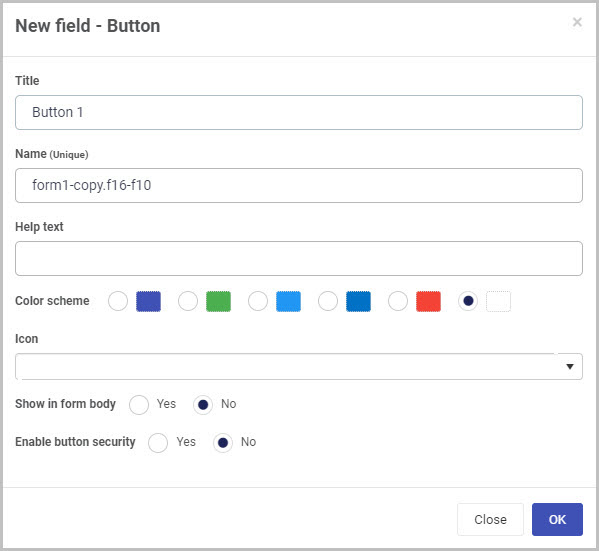 New field - Button ×
Title
Button 1
Name (Unique)
form1-copy.f16-f10
Help text
Color scheme
Icon
Show in form body Yes No
Enable button security Yes No
Close OK